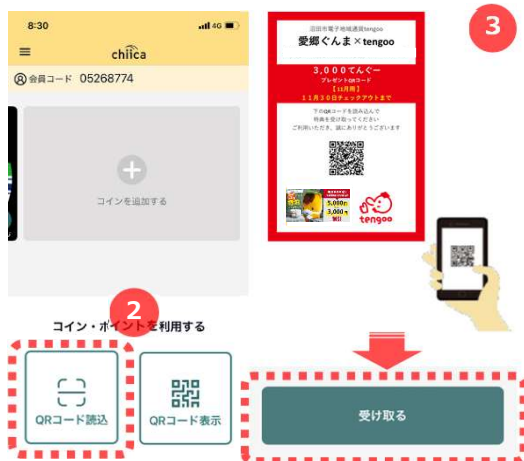 8:30
4G
chiica
会員コード 05268774
コインを追加する
コイン・ポイントを利用する
2
QRコード読込
QRコード表示
3
沼田市電子地域通貨tengoo
愛郷ぐんま×tengoo
3,000てんぐー
プレゼントQRコード
【11月用】
11月30日チェックアウトまで
下のQRコードを読み込んで
特典を受け取ってください
ご利用いただき、誠にありがとうございます
5,000円
3,000
tengoo
受け取る